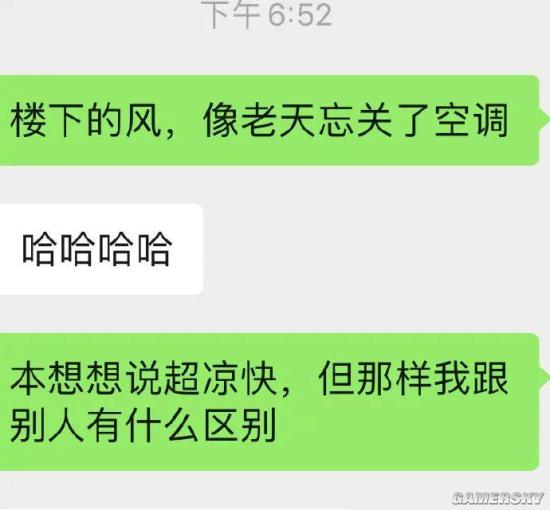 下午6:52
楼下的风，像老天忘关了空调
哈哈哈哈
本想想说超凉快，但那样我跟
别人有什么区别
GAMERSKY